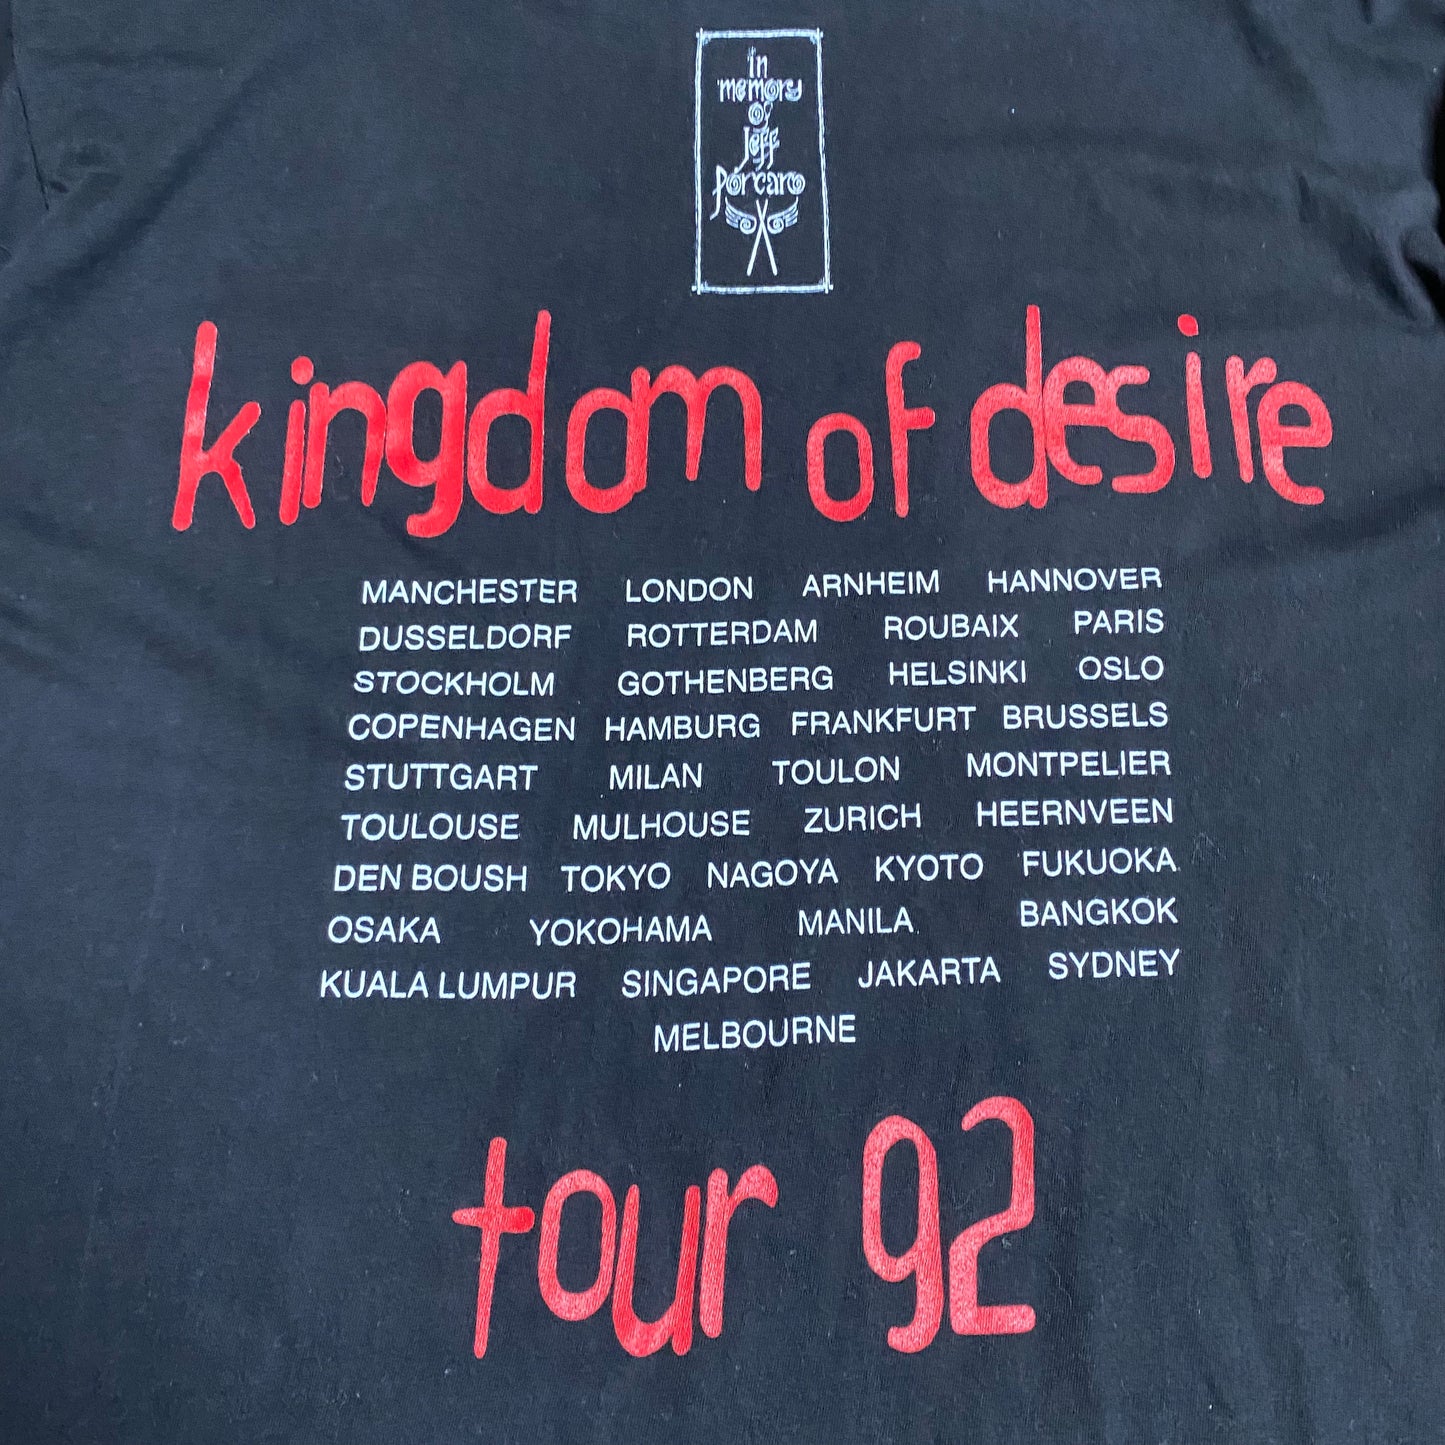 in
memory
of
Jeff
Porcaro
kingdom of desire
MANCHESTER LONDON ARNHEIM HANNOVER
DUSSELDORF ROTTERDAM ROUBAIX PARIS
STOCKHOLM GOTHENBERG HELSINKI OSLO
COPENHAGEN HAMBURG FRANKFURT BRUSSELS
STUTTGART MILAN TOULON MONTPELIER
TOULOUSE MULHOUSE ZURICH HEERNVEEN
DEN BOUSH TOKYO NAGOYA KYOTO FUKUOKA
OSAKA YOKOHAMA MANILA BANGKOK
KUALA LUMPUR SINGAPORE JAKARTA SYDNEY
MELBOURNE
tour 92